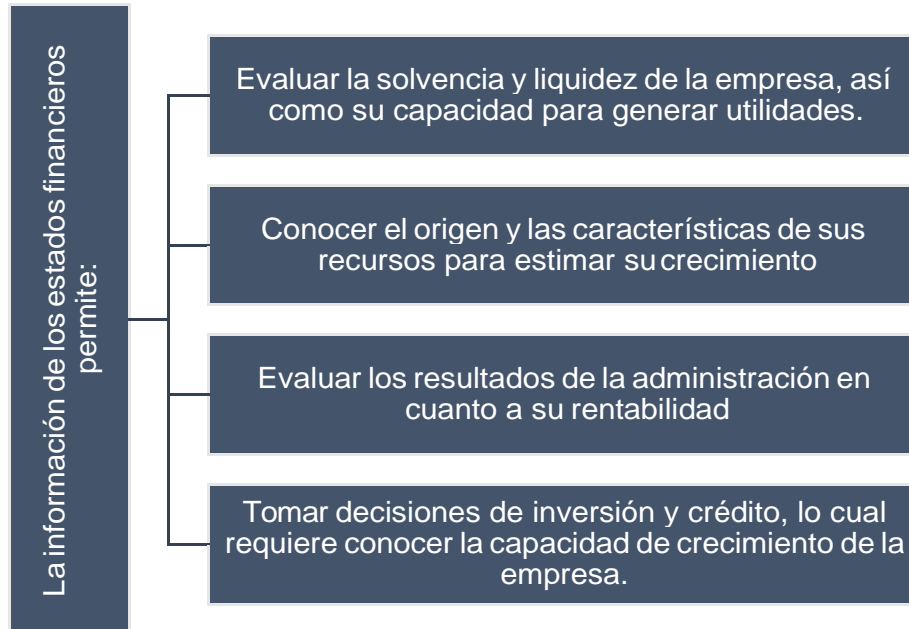 La información de los estados financieros
permite:
Evaluar la solvencia y liquidez de la empresa, así
como su capacidad para generar utilidades.
Conocer el origen y las características de sus
recursos para estimar su crecimiento
Evaluar los resultados de la administración en
cuanto a su rentabilidad
Tomar decisiones de inversión y crédito, lo cual
requiere conocer la capacidad de crecimiento de la
empresa.